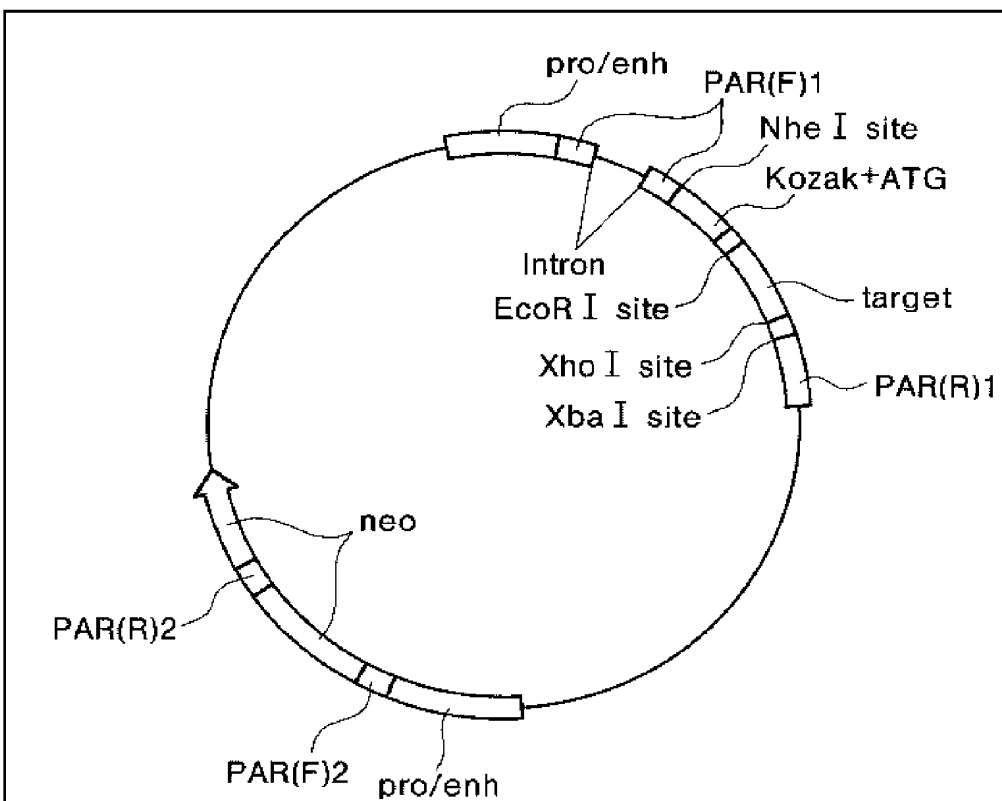 pro/enh
PAR(F)1
Nhe I site
Kozak+ATG
Intron
EcoR I site
target
Xho I site
PAR(R)1
Xba I site
neo
PAR(R)2
PAR(F)2
pro/enh